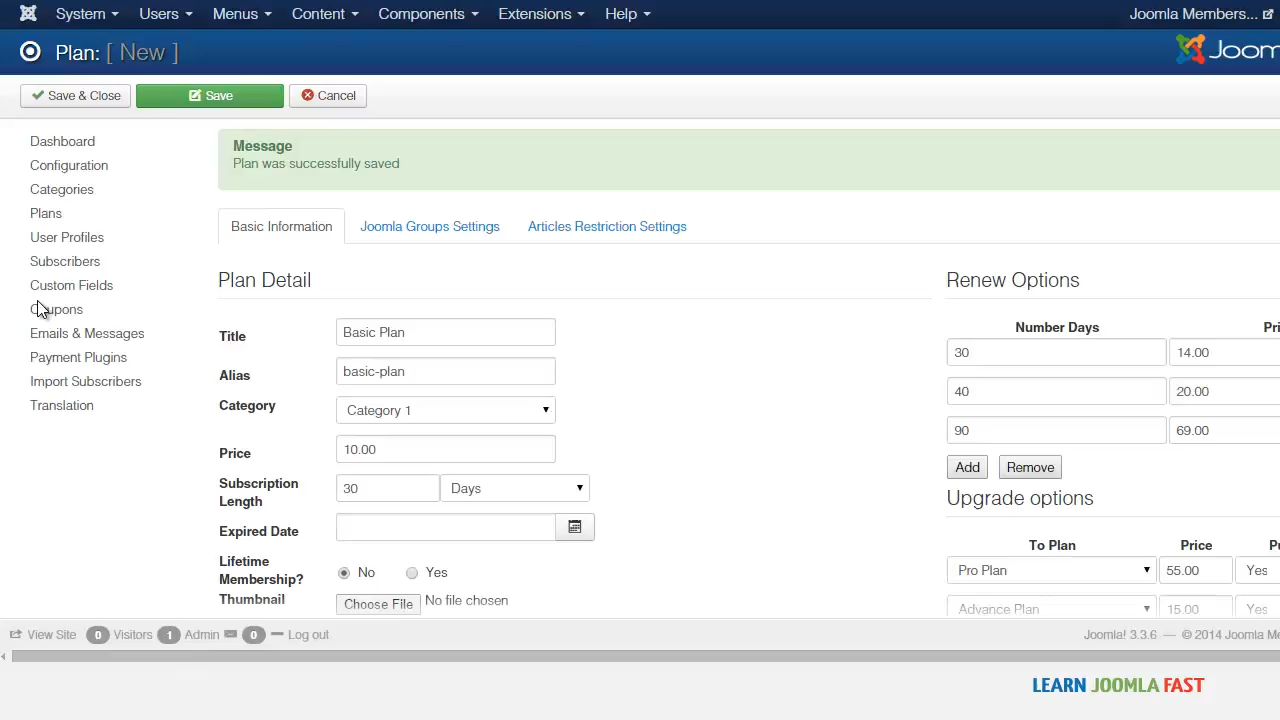 System Users Menus Content Components Extensions Help Joomla Members...
Plan: [ New ] Joom
Save & Close Save Cancel
Dashboard
Configuration
Categories
Plans
User Profiles
Subscribers
Custom Fields
Coupons
Emails & Messages
Payment Plugins
Import Subscribers
Translation
Message
Plan was successfully saved
Basic Information Joomla Groups Settings Articles Restriction Settings
Plan Detail
Title Basic Plan
Alias basic-plan
Category Category 1
Price 10.00
Subscription
Length 30 Days
Expired Date
Lifetime
Membership? No Yes
Thumbnail Choose File No file chosen
Renew Options
Number Days Pri
30 14.00
40 20.00
90 69.00
Add Remove
Upgrade options
To Plan Price Pu
Pro Plan 55.00 Yes
Advance Plan 15.00 Yes
View Site 0 Visitors 1 Admin 0 Log out Joomla! 3.3.6 — © 2014 Joomla Me
LEARN JOOMLA FAST